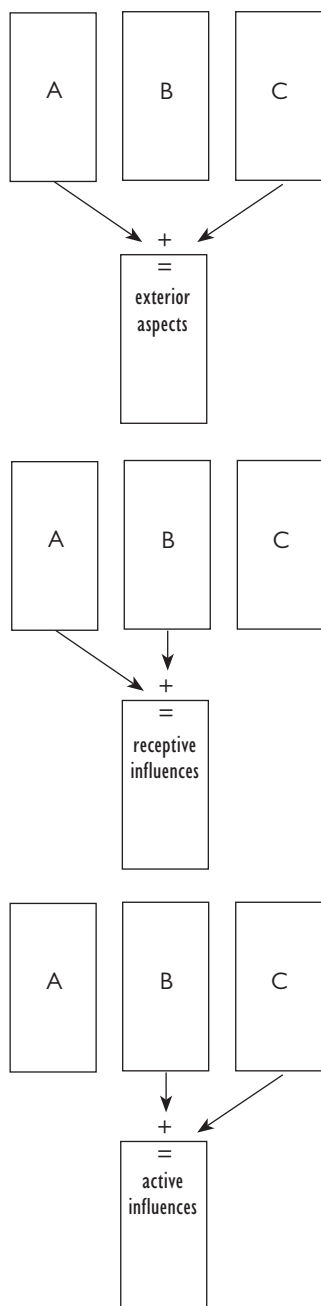 A B C
+
=
exterior
aspects
A B C
+
=
receptive
influences
A B C
+
=
active
influences